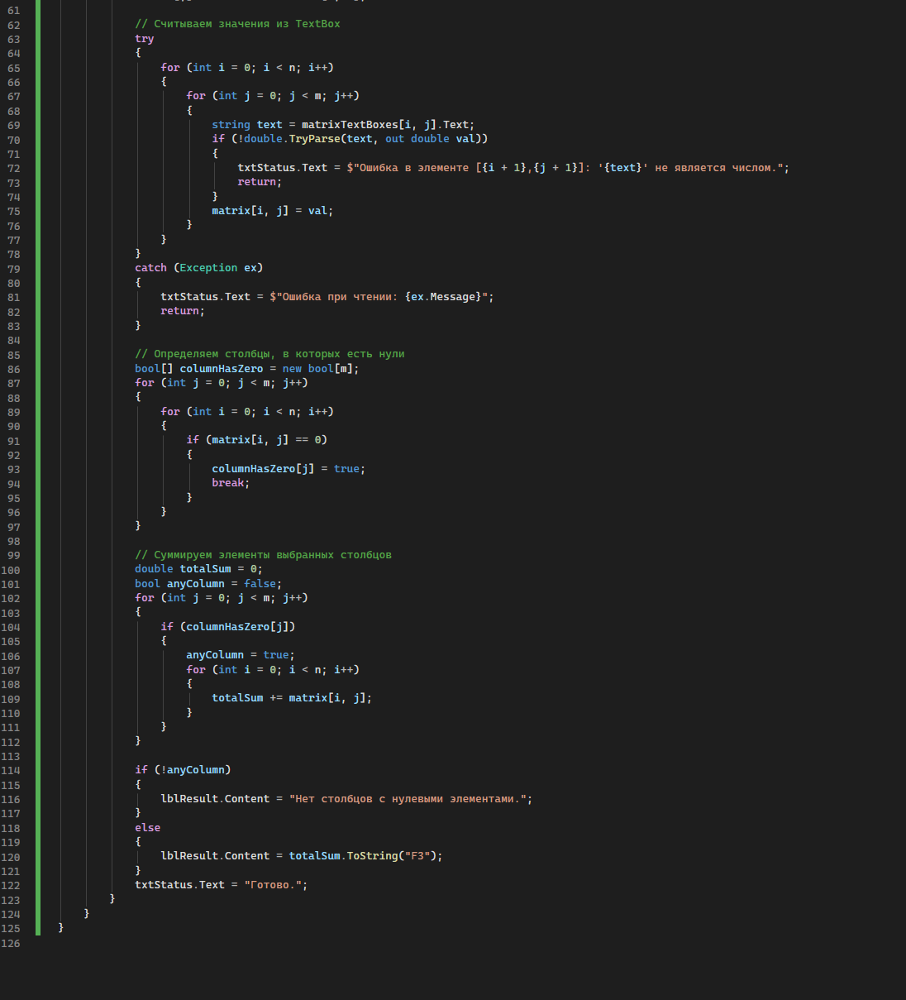 61
62 // Считываем значения из TextBox
63 try
64 {
65 for (int i = 0; i < n; i++)
66 {
67 for (int j = 0; j < m; j++)
68 {
69 string text = matrixTextBoxes[i, j].Text;
70 if (!double.TryParse(text, out double val))
71 {
72 txtStatus.Text = $"Ошибка в элементе [{i + 1},{j + 1}]: '{text}' не является числом.";
73 return;
74 }
75 matrix[i, j] = val;
76 }
77 }
78 }
79 catch (Exception ex)
80 {
81 txtStatus.Text = $"Ошибка при чтении: {ex.Message}";
82 return;
83 }
84
85 // Определяем столбцы, в которых есть нули
86 bool[] columnHasZero = new bool[m];
87 for (int j = 0; j < m; j++)
88 {
89 for (int i = 0; i < n; i++)
90 {
91 if (matrix[i, j] == 0)
92 {
93 columnHasZero[j] = true;
94 break;
95 }
96 }
97 }
98
99 // Суммируем элементы выбранных столбцов
100 double totalSum = 0;
101 bool anyColumn = false;
102 for (int j = 0; j < m; j++)
103 {
104 if (columnHasZero[j])
105 {
106 anyColumn = true;
107 for (int i = 0; i < n; i++)
108 {
109 totalSum += matrix[i, j];
110 }
111 }
112 }
113
114 if (!anyColumn)
115 {
116 lblResult.Content = "Нет столбцов с нулевыми элементами.";
117 }
118 else
119 {
120 lblResult.Content = totalSum.ToString("F3");
121 }
122 txtStatus.Text = "Готово.";
123 }
124 }
125 }
126